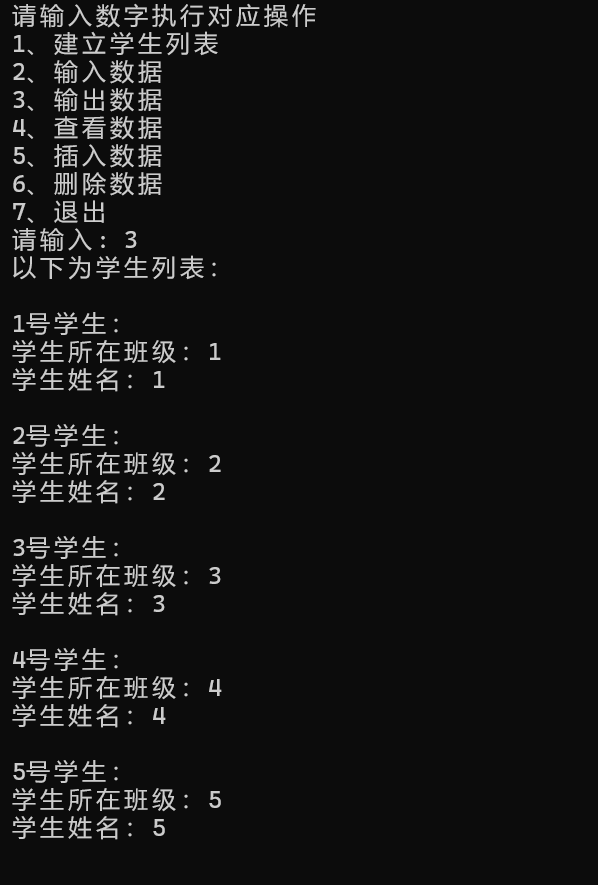 请输入数字执行对应操作
1、建立学生列表
2、输入数据
3、输出数据
4、查看数据
5、插入数据
6、删除数据
7、退出
请输入: 3
以下为学生列表:
1号学生:
学生所在班级: 1
学生姓名: 1
2号学生:
学生所在班级: 2
学生姓名: 2
3号学生:
学生所在班级: 3
学生姓名: 3
4号学生:
学生所在班级: 4
学生姓名: 4
5号学生:
学生所在班级: 5
学生姓名: 5